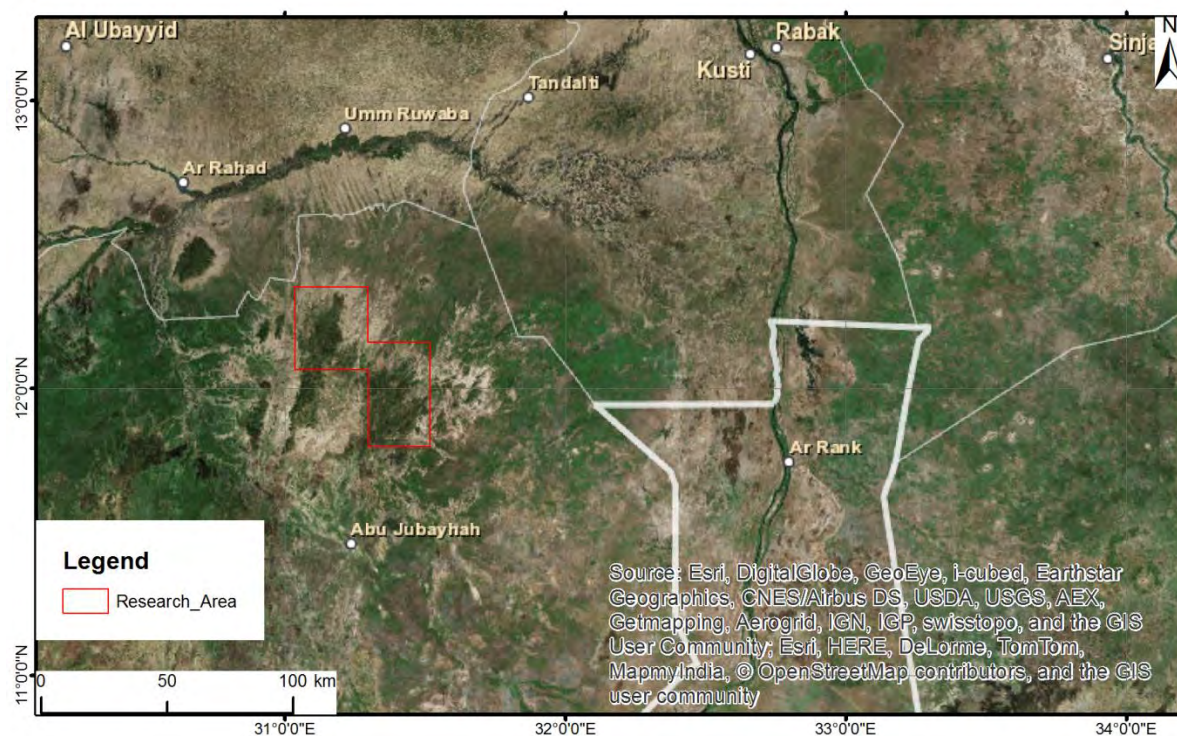 Al Ubayyid
Rabak
Kusti
Sinja
N
Tandalti
Umm Ruwaba
Ar Rahad
Ar Rank
Abu Jubayhah
Legend
Research_Area
0 50 100 km
Source: Esri, DigitalGlobe, GeoEye, i-cubed, Earthstar
Geographics, CNES/Airbus DS, USDA, USGS, AEX,
Getmapping, Aerogrid, IGN, IGP, swisstopo, and the GIS
User Community; Esri, HERE, DeLorme, TomTom,
MapmyIndia, © OpenStreetMap contributors, and the GIS
user community
13°0'0"N
12°0'0"N
11°0'0"N
31°0'0"E
32°0'0"E
33°0'0"E
34°0'0"E